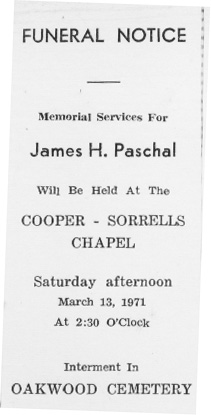 FUNERAL NOTICE
Memorial Services For
James H. Paschal
Will Be Held At The
COOPER - SORRELLS
CHAPEL
Saturday afternoon
March 13, 1971
At 2:30 O'Clock
Interment In
OAKWOOD CEMETERY